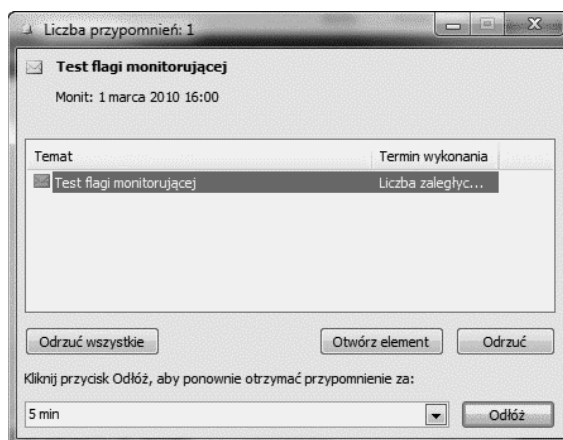 Liczba przypomnień: 1
Test flagi monitorującej
Monit: 1 marca 2010 16:00
Temat Termin wykonania
Test flagi monitorującej Liczba zaległyc...
Odrzuć wszystkie Otwórz element Odrzuć
Kliknij przycisk Odłóż, aby ponownie otrzymać przypomnienie za:
5 min Odłóż